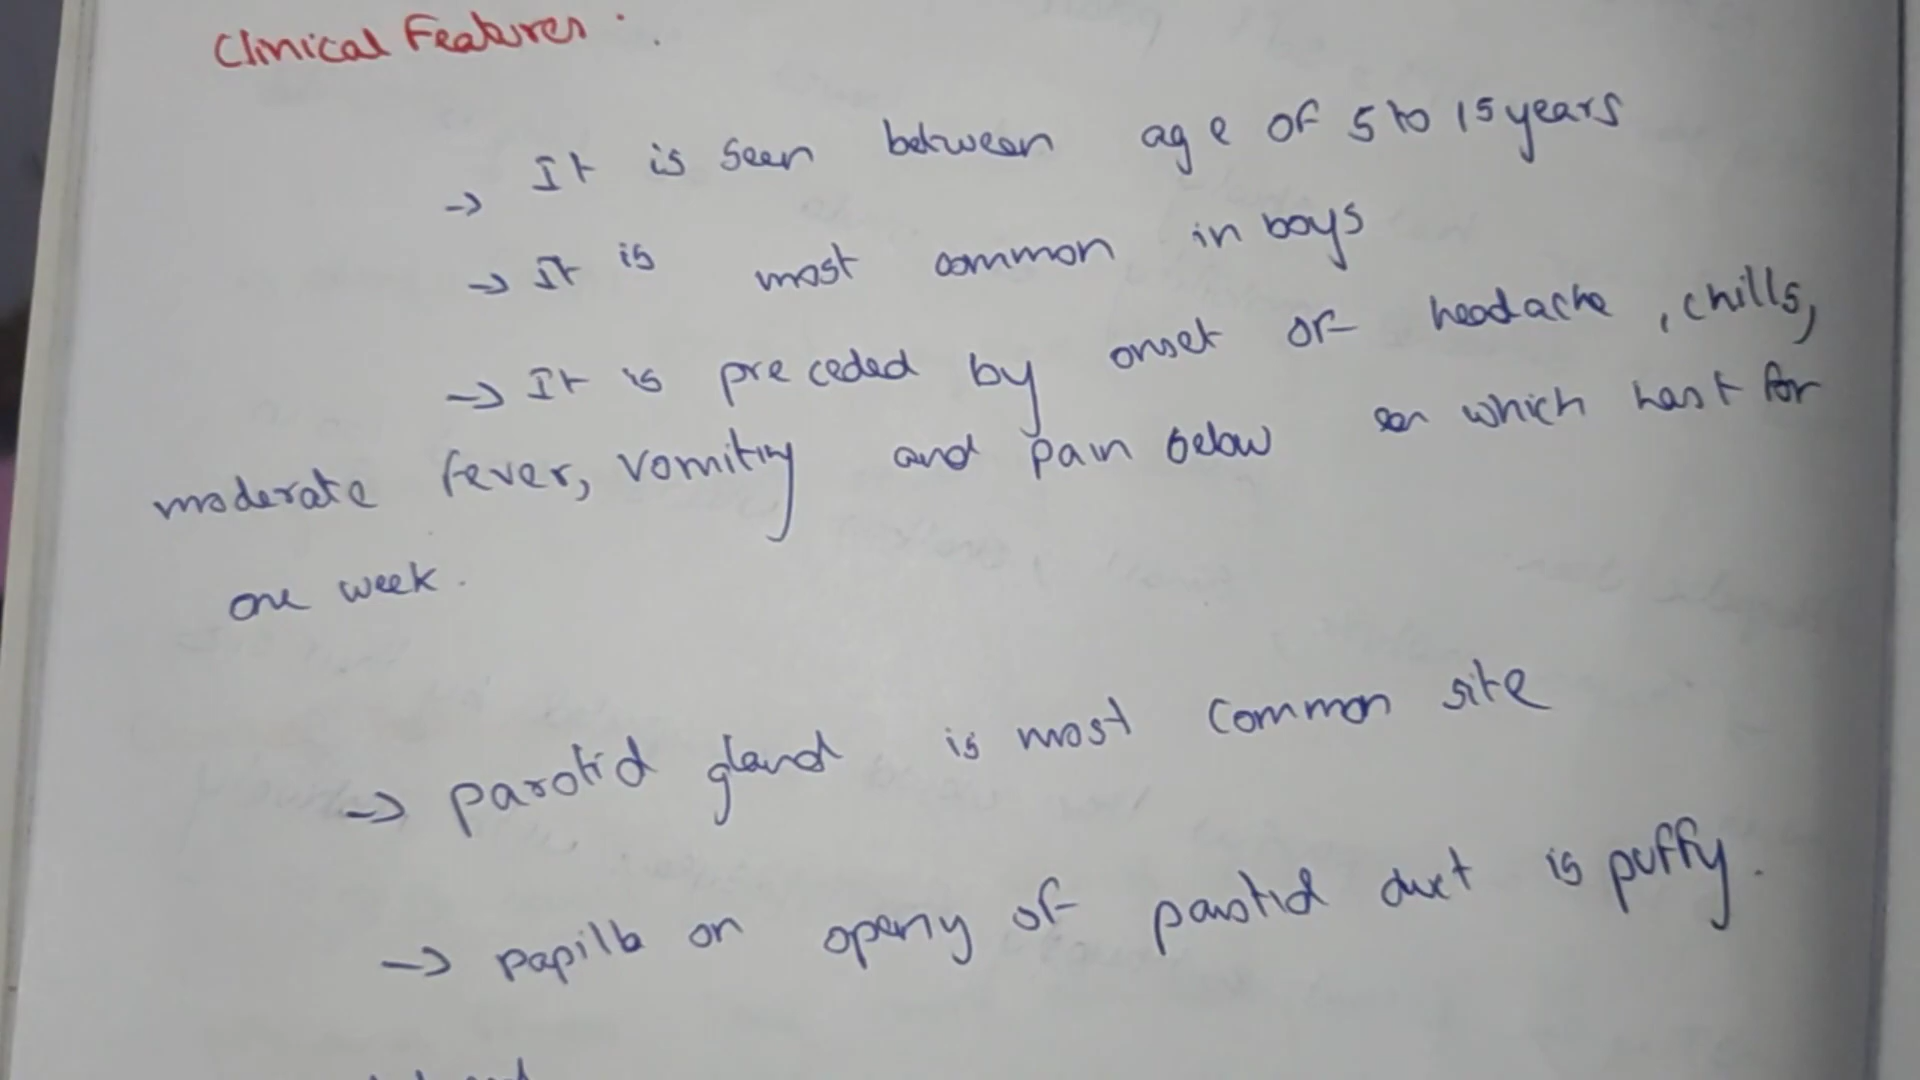 Clinical Features :
→ It is seen between age of 5 to 15 years
→ It is most common in boys
→ It is preceded by onset of headache, chills,
moderate fever, vomiting and pain below ear which last for
one week.
→ parotid gland is most common site
→ papilla on opening of parotid duct is puffy.